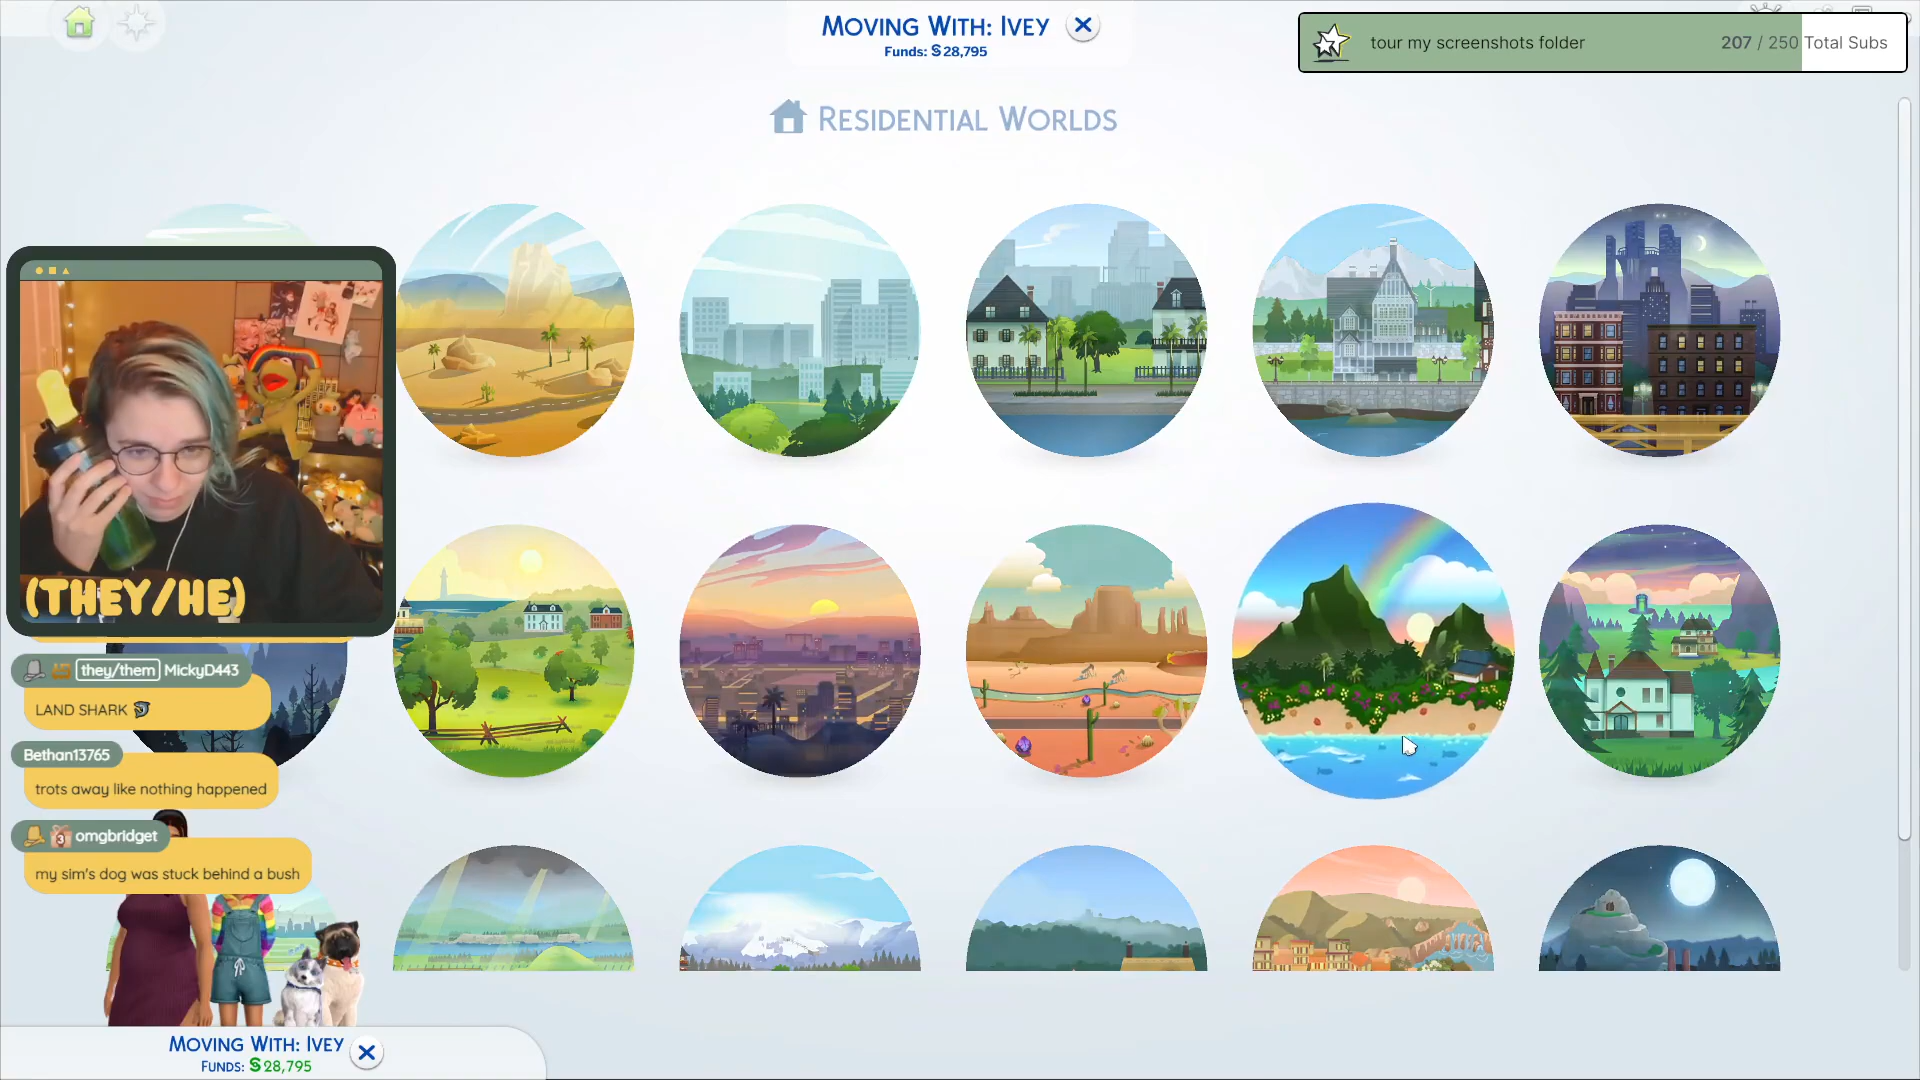 MOVING WITH: IVEY
Funds: §28,795
tour my screenshots folder
207 / 250 Total Subs
RESIDENTIAL WORLDS
(THEY/HE)
they/them MickyD443
LAND SHARK
Bethan13765
trots away like nothing happened
3 omgbridget
my sim's dog was stuck behind a bush
MOVING WITH: IVEY
FUNDS: §28,795